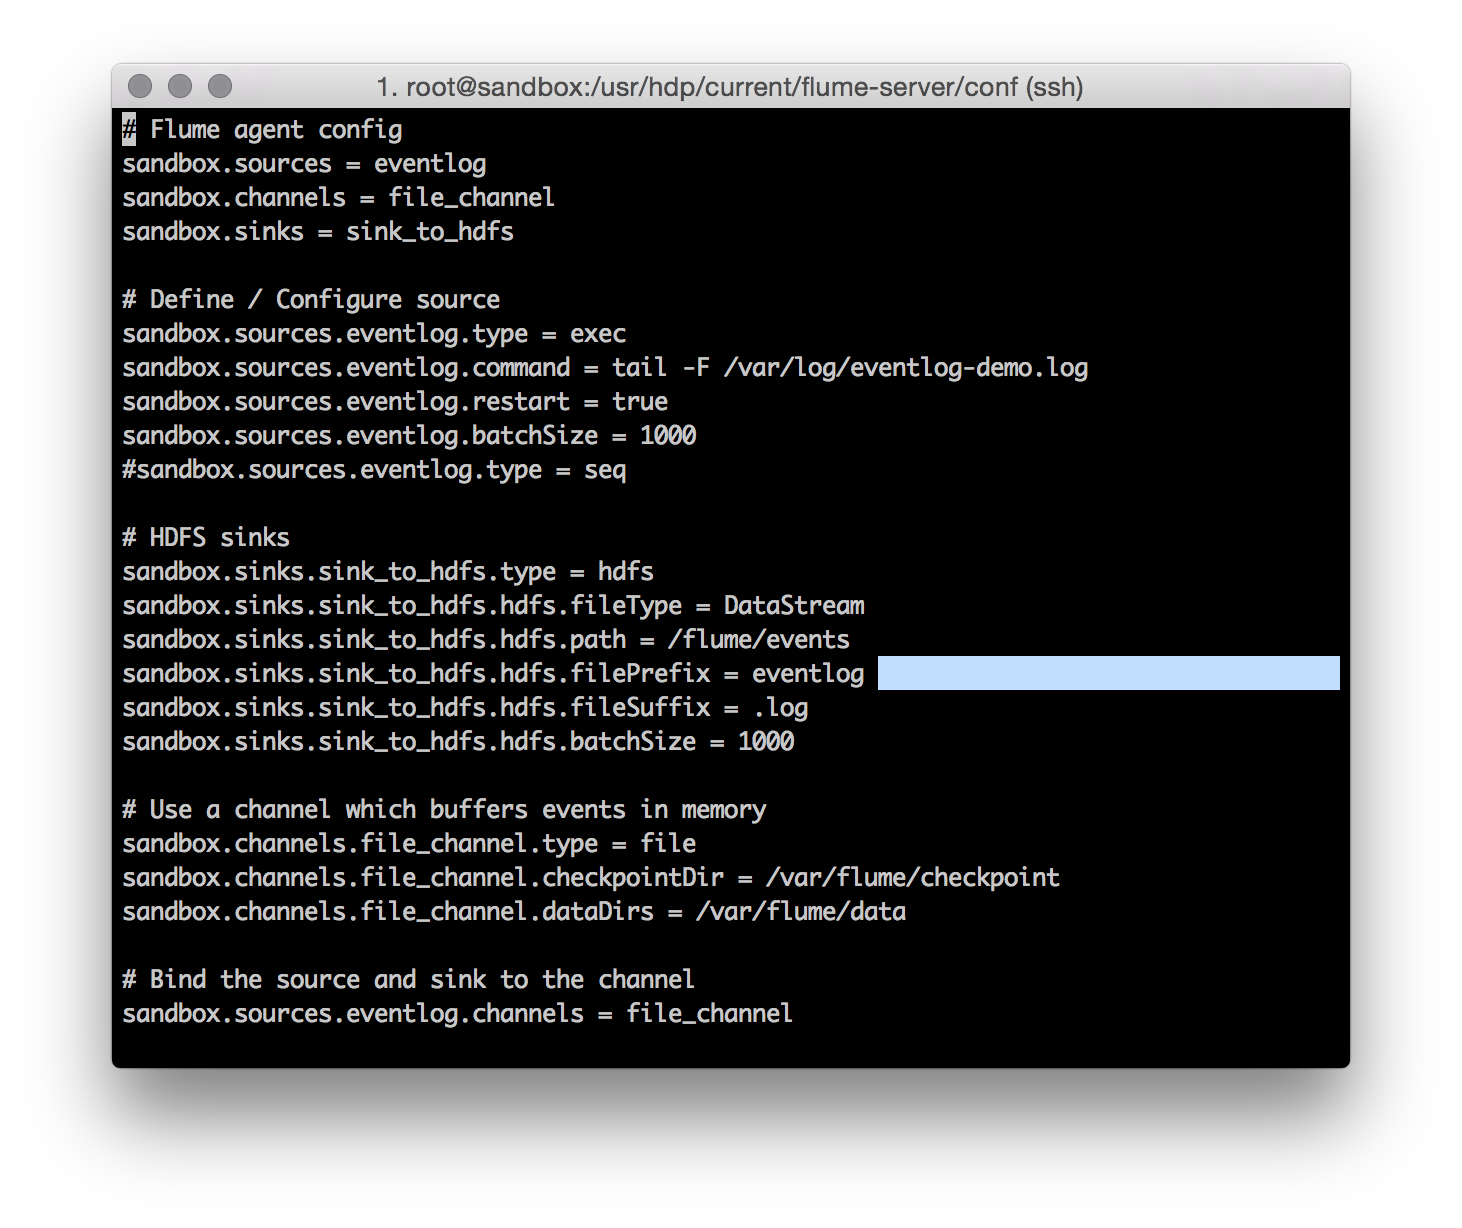 1. root@sandbox:/usr/hdp/current/flume-server/conf (ssh)
# Flume agent config
sandbox.sources = eventlog
sandbox.channels = file_channel
sandbox.sinks = sink_to_hdfs
# Define / Configure source
sandbox.sources.eventlog.type = exec
sandbox.sources.eventlog.command = tail -F /var/log/eventlog-demo.log
sandbox.sources.eventlog.restart = true
sandbox.sources.eventlog.batchSize = 1000
#sandbox.sources.eventlog.type = seq
# HDFS sinks
sandbox.sinks.sink_to_hdfs.type = hdfs
sandbox.sinks.sink_to_hdfs.hdfs.fileType = DataStream
sandbox.sinks.sink_to_hdfs.hdfs.path = /flume/events
sandbox.sinks.sink_to_hdfs.hdfs.filePrefix = eventlog
sandbox.sinks.sink_to_hdfs.hdfs.fileSuffix = .log
sandbox.sinks.sink_to_hdfs.hdfs.batchSize = 1000
# Use a channel which buffers events in memory
sandbox.channels.file_channel.type = file
sandbox.channels.file_channel.checkpointDir = /var/flume/checkpoint
sandbox.channels.file_channel.dataDirs = /var/flume/data
# Bind the source and sink to the channel
sandbox.sources.eventlog.channels = file_channel